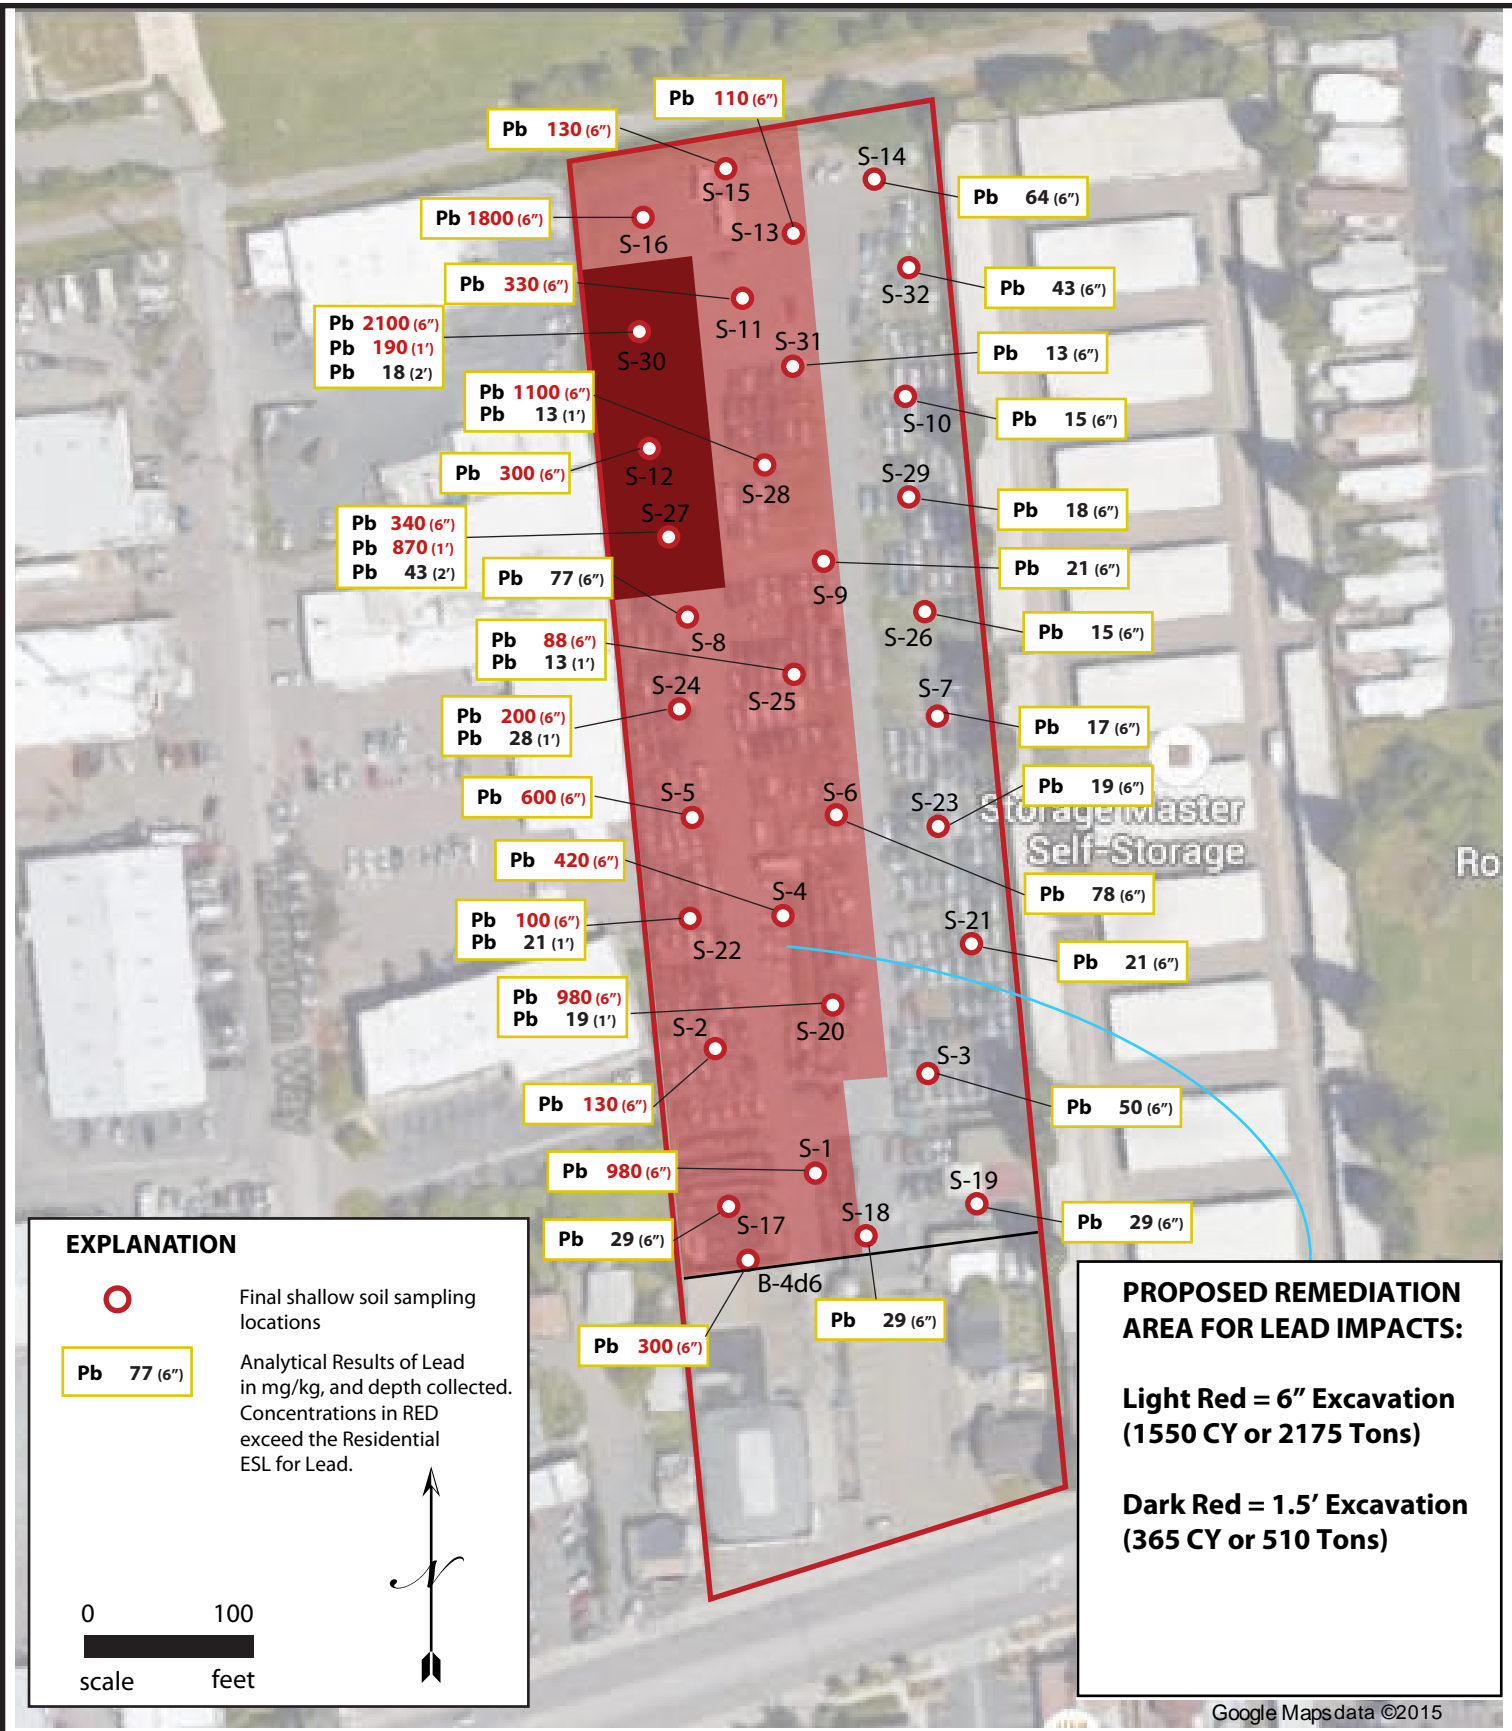 Pb 110 (6″)
Pb 130 (6″)
S-14
S-15
Pb 64 (6″)
Pb 1800 (6″)
S-16
S-13
Pb 330 (6″)
S-32
Pb 43 (6″)
Pb 2100 (6″)
Pb 190 (1′)
Pb 18 (2′)
S-30
S-11
S-31
Pb 13 (6″)
Pb 1100 (6″)
Pb 13 (1′)
S-10
Pb 15 (6″)
Pb 300 (6″)
S-12
S-28
S-29
Pb 18 (6″)
Pb 340 (6″)
Pb 870 (1′)
Pb 43 (2′)
S-27
Pb 77 (6″)
S-9
Pb 21 (6″)
S-8
S-26
Pb 15 (6″)
Pb 88 (6″)
Pb 13 (1′)
S-24
S-25
S-7
Pb 200 (6″)
Pb 28 (1′)
Pb 17 (6″)
Pb 600 (6″)
S-5
S-6
S-23
Pb 19 (6″)
Storage Master
Self-Storage
Ro
Pb 420 (6″)
S-4
Pb 78 (6″)
Pb 100 (6″)
Pb 21 (1′)
S-22
S-21
Pb 21 (6″)
Pb 980 (6″)
Pb 19 (1′)
S-2
S-20
S-3
Pb 130 (6″)
Pb 50 (6″)
Pb 980 (6″)
S-1
S-19
S-17
S-18
Pb 29 (6″)
Pb 29 (6″)
B-4d6
Pb 300 (6″)
Pb 29 (6″)
EXPLANATION
Final shallow soil sampling
locations
Pb 77 (6″)
Analytical Results of Lead
in mg/kg, and depth collected.
Concentrations in RED
exceed the Residential
ESL for Lead.
N
0 100
scale feet
PROPOSED REMEDIATION
AREA FOR LEAD IMPACTS:
Light Red = 6″ Excavation
(1550 CY or 2175 Tons)
Dark Red = 1.5′ Excavation
(365 CY or 510 Tons)
Google Mapsdata ©2015